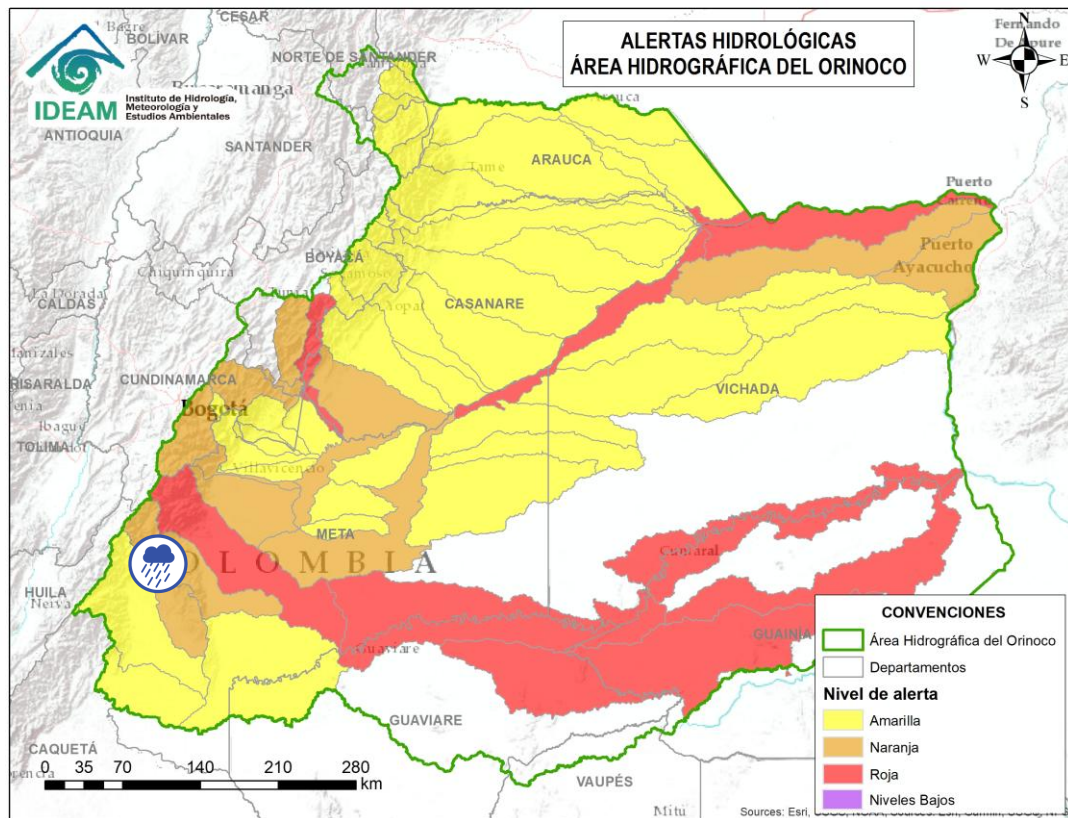 ALERTAS HIDROLÓGICAS
ÁREA HIDROGRÁFICA DEL ORINOCO
IDEAM
Instituto de Hidrología,
Meteorología y
Estudios Ambientales
N
W E
S
CESAR
BOLÍVAR
NORTE DE SANTANDER
ANTIOQUIA
SANTANDER
Fernando
De Apure
ARAUCA
Tame
Puerto
Puerto
Ayacucho
BOYACÁ
Chiquinquira
Yopal
CASANARE
CALDAS
RISARALDA
CUNDINAMARCA
Bogotá
VICHADA
TOLIMA
Villavicencio
META
COLOMBIA
HUILA
Neiva
GUAINÍA
GUAVIARE
CAQUETÁ
VAUPÉS
Mitú
0 35 70 140 210 280
km
CONVENCIONES
Área Hidrográfica del Orinoco
Departamentos
Nivel de alerta
Amarilla
Naranja
Roja
Niveles Bajos
Sources: Esri,